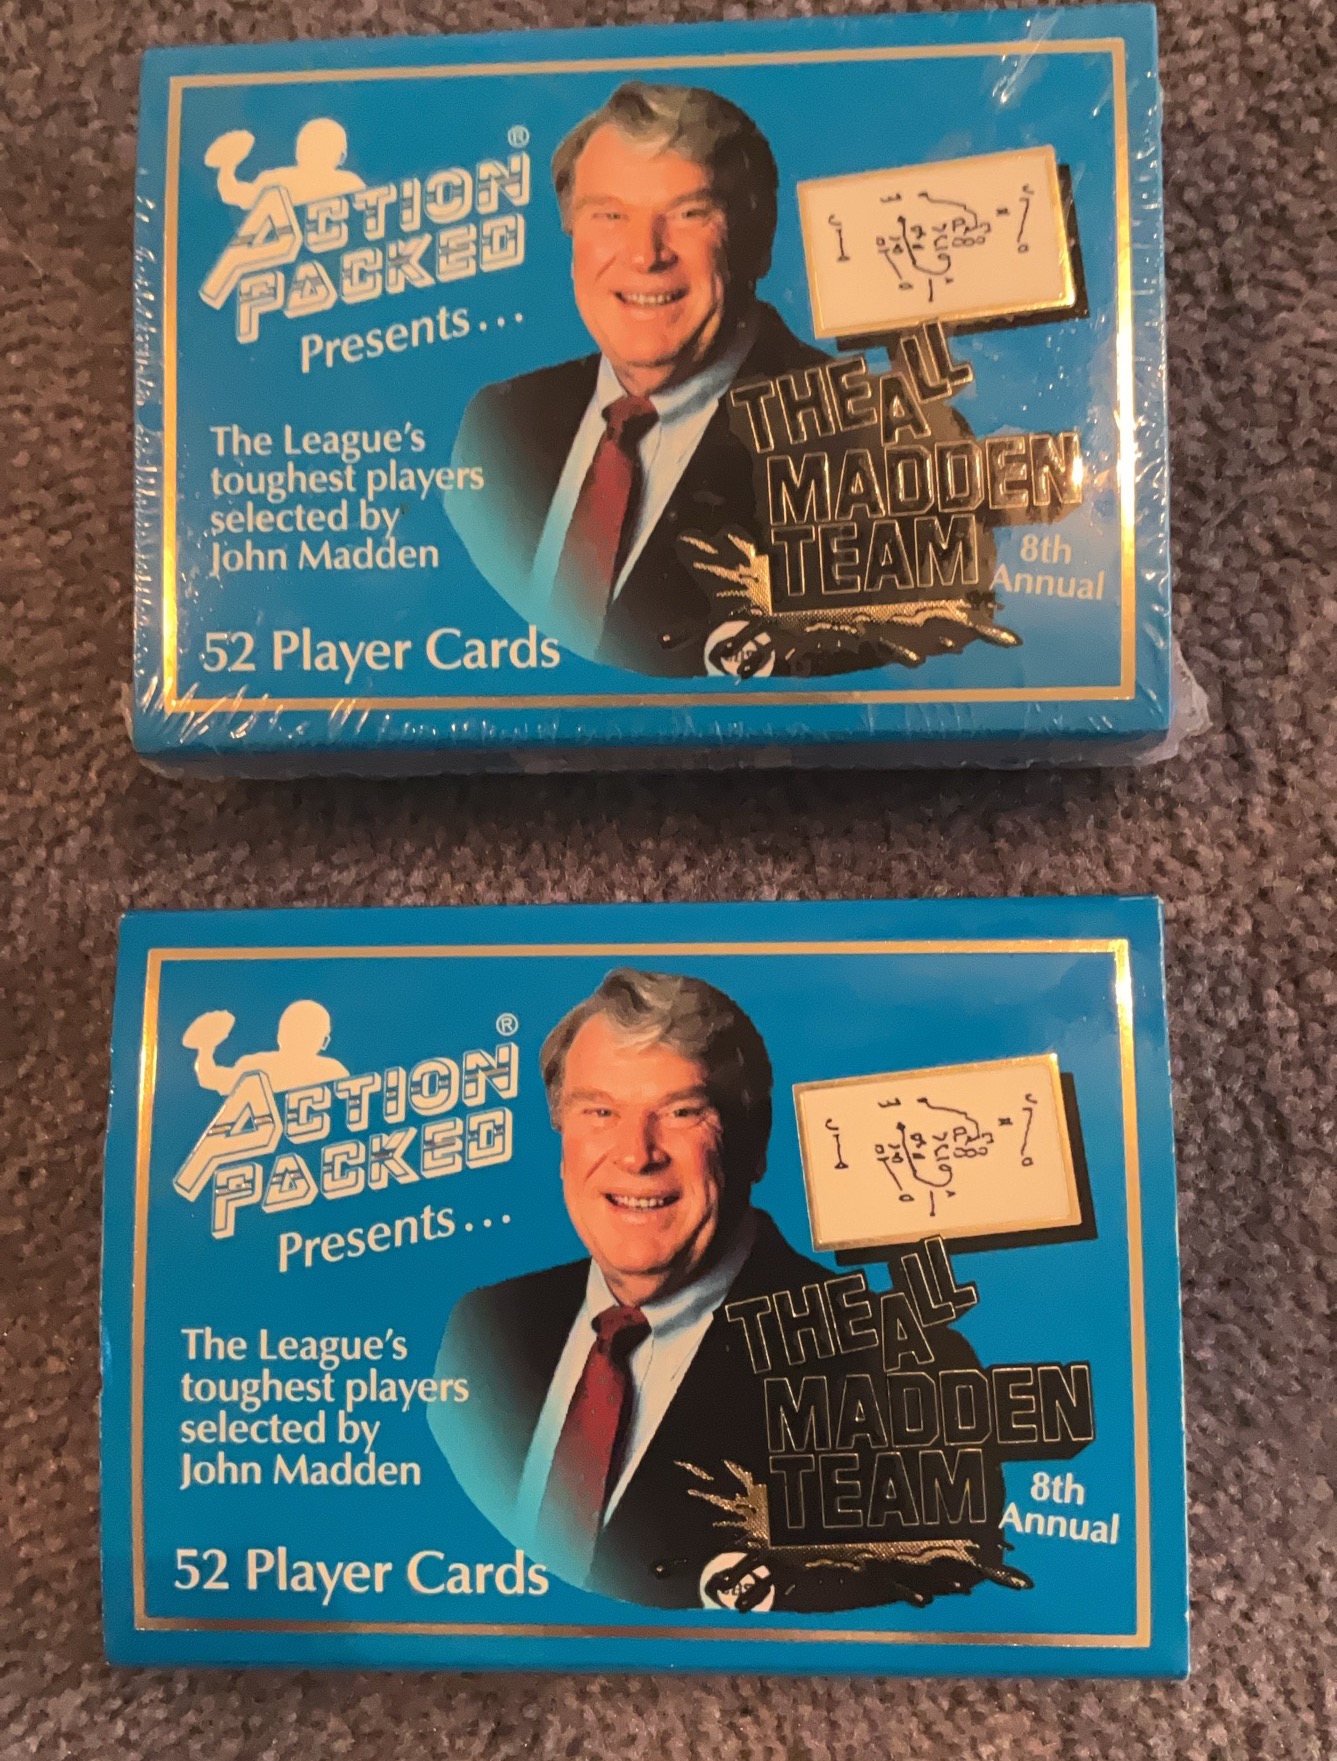 ACTION PACKED®
Presents...
The League's
toughest players
selected by
John Madden
52 Player Cards
THE ALL
MADDEN
TEAM
8th
Annual
ACTION PACKED®
Presents...
The League's
toughest players
selected by
John Madden
52 Player Cards
THE ALL
MADDEN
TEAM
8th
Annual